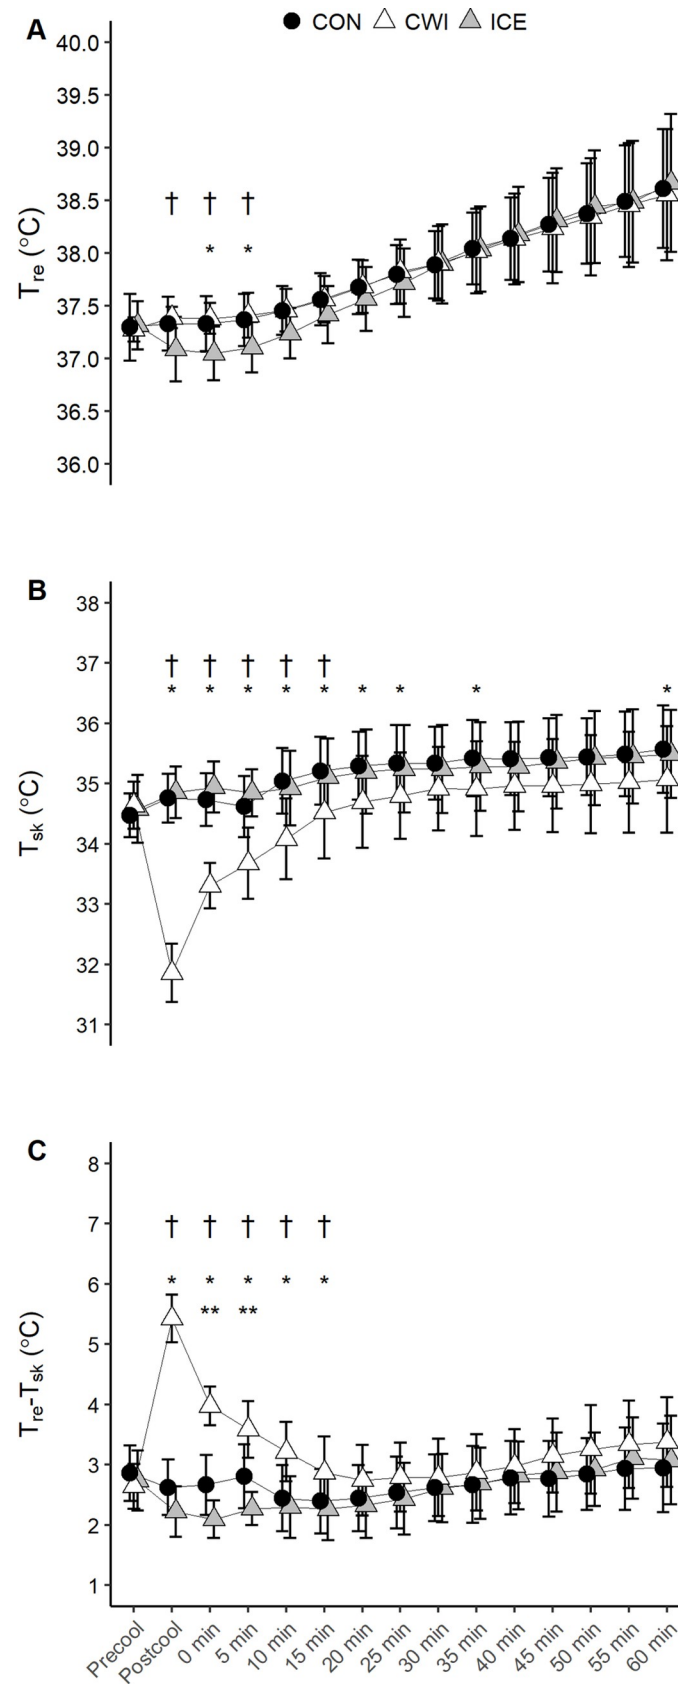 A
CON CWI ICE
40.0
39.5
39.0
38.5
38.0
37.5
37.0
36.5
36.0
Tre (°C)
† † †
* *
B
38
37
36
35
34
33
32
31
Tsk (°C)
† † † † †
* * * * * * * * *
C
8
7
6
5
4
3
2
1
Tre-Tsk (°C)
† † † † †
* * * * *
** **
Precool
Postcool
0 min
5 min
10 min
15 min
20 min
25 min
30 min
35 min
40 min
45 min
50 min
55 min
60 min